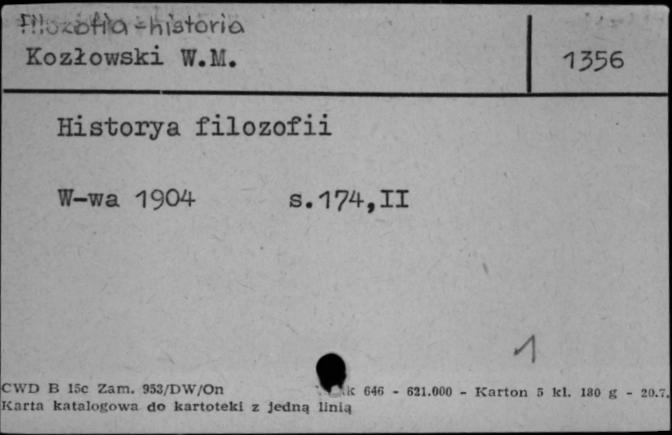 filozofia-historia
Kozłowski W.M.
1356
Historya filozofii
W-wa 1904 s.174,II
1
CWD B 15c Zam. 953/DW/On k 646 - 621.000 - Karton 5 kl. 180 g - 20.7.
Karta katalogowa do kartoteki z jedną linią